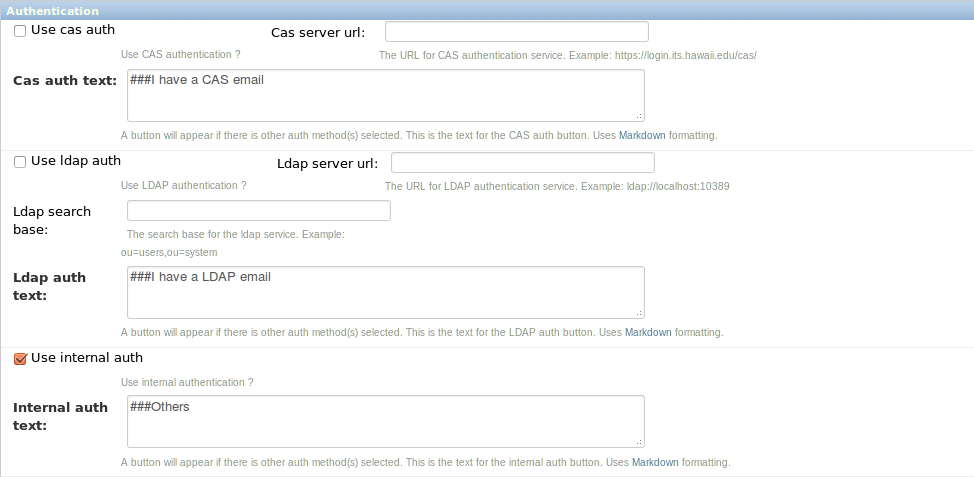 Authentication
Use cas auth Cas server url:
Use CAS authentication ? The URL for CAS authentication service. Example: https://login.its.hawaii.edu/cas/
Cas auth text: ###I have a CAS email
A button will appear if there is other auth method(s) selected. This is the text for the CAS auth button. Uses Markdown formatting.
Use ldap auth Ldap server url:
Use LDAP authentication ? The URL for LDAP authentication service. Example: ldap://localhost:10389
Ldap search
base:
The search base for the ldap service. Example:
ou=users,ou=system
Ldap auth
text:
###I have a LDAP email
A button will appear if there is other auth method(s) selected. This is the text for the LDAP auth button. Uses Markdown formatting.
Use internal auth
Use internal authentication ?
Internal auth
text:
###Others
A button will appear if there is other auth method(s) selected. This is the text for the internal auth button. Uses Markdown formatting.